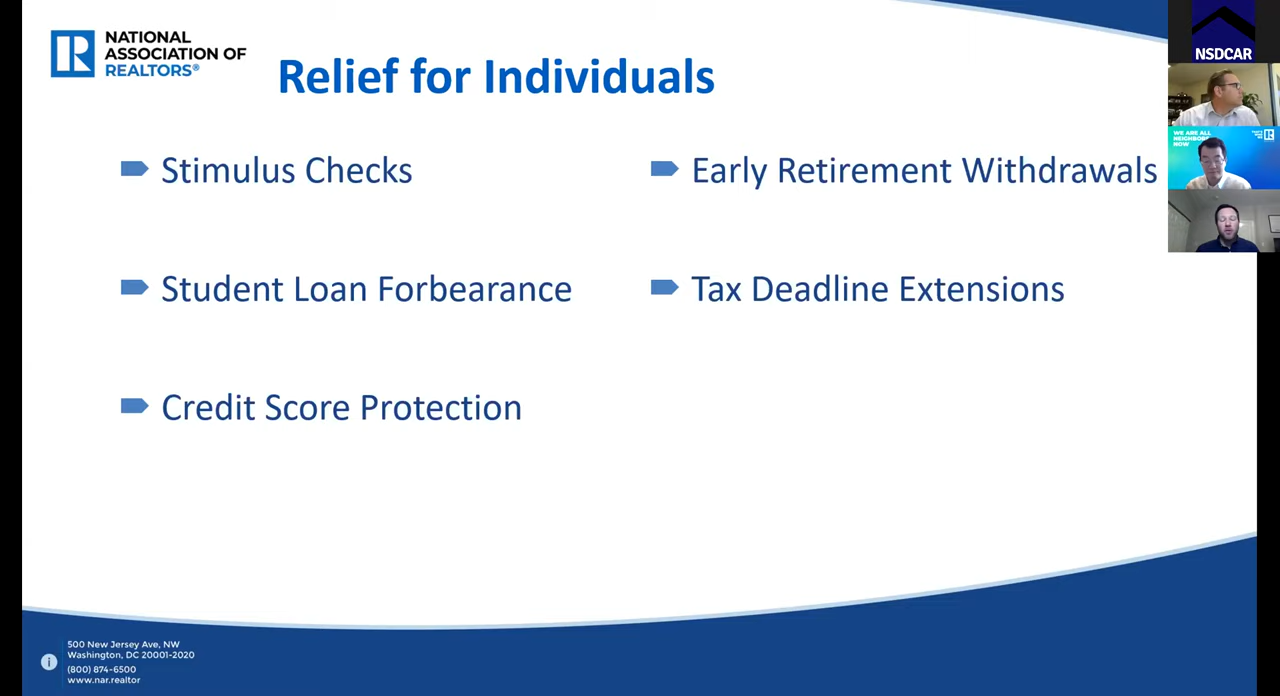 NATIONAL
ASSOCIATION OF
REALTORS®
Relief for Individuals
Stimulus Checks
Student Loan Forbearance
Credit Score Protection
Early Retirement Withdrawals
Tax Deadline Extensions
NSDCAR
WE ARE ALL
NEIGHBORS
NOW
500 New Jersey Ave, NW
Washington, DC 20001-2020
(800) 874-6500
www.nar.realtor